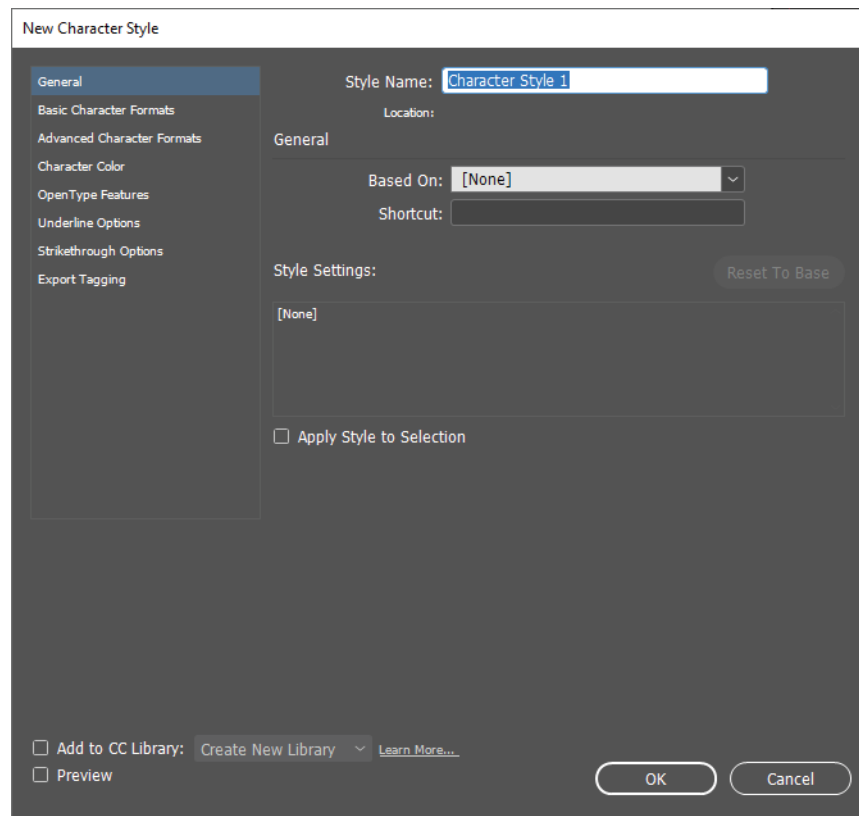 New Character Style
General
Basic Character Formats
Advanced Character Formats
Character Color
OpenType Features
Underline Options
Strikethrough Options
Export Tagging
Style Name: Character Style 1
Location:
General
Based On: [None]
Shortcut:
Style Settings: Reset To Base
[None]
Apply Style to Selection
Add to CC Library: Create New Library Learn More...
Preview
OK Cancel